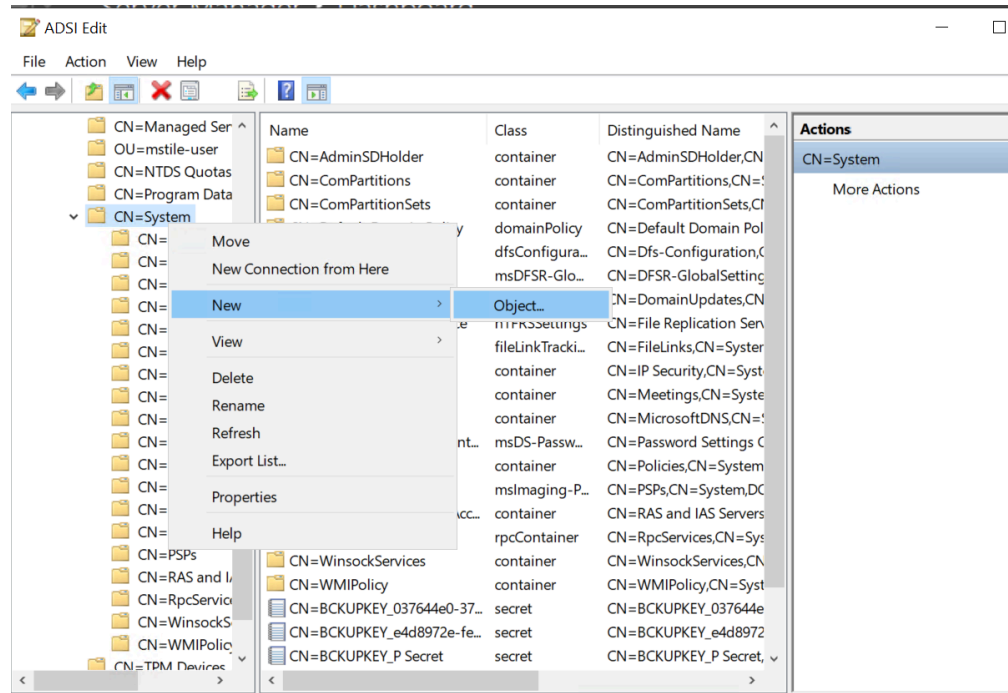 ADSI Edit
File Action View Help
CN=Managed Ser
OU=mstile-user
CN=NTDS Quotas
CN=Program Data
CN=System
CN=
CN=
CN=
CN=
CN=
CN=
CN=
CN=
CN=
CN=
CN=
CN=
CN=
CN=
CN=PSPs
CN=RAS and I
CN=RpcService
CN=WinsockS
CN=WMIPolic
CN=TPM Devices
Move
New Connection from Here
New
View
Delete
Rename
Refresh
Export List...
Properties
Help
Object...
Name Class Distinguished Name
CN=AdminSDHolder container CN=AdminSDHolder,CN
CN=ComPartitions container CN=ComPartitions,CN=
CN=ComPartitionSets container CN=ComPartitionSets,C
y domainPolicy CN=Default Domain Pol
dfsConfigura... CN=Dfs-Configuration,C
msDFSR-Glo... CN=DFSR-GlobalSetting
CN=DomainUpdates,CN
nTFRSSettings CN=File Replication Serv
fileLinkTracki... CN=FileLinks,CN=System
container CN=IP Security,CN=Syst
container CN=Meetings,CN=Syste
container CN=MicrosoftDNS,CN=
nt... msDS-Passw... CN=Password Settings C
container CN=Policies,CN=System
msImaging-P... CN=PSPs,CN=System,DC
Acc... container CN=RAS and IAS Servers
rpcContainer CN=RpcServices,CN=Sys
CN=WinsockServices container CN=WinsockServices,CN
CN=WMIPolicy container CN=WMIPolicy,CN=Syst
CN=BCKUPKEY_037644e0-37... secret CN=BCKUPKEY_037644e
CN=BCKUPKEY_e4d8972e-fe... secret CN=BCKUPKEY_e4d8972
CN=BCKUPKEY_P Secret secret CN=BCKUPKEY_P Secret,
Actions
CN=System
More Actions